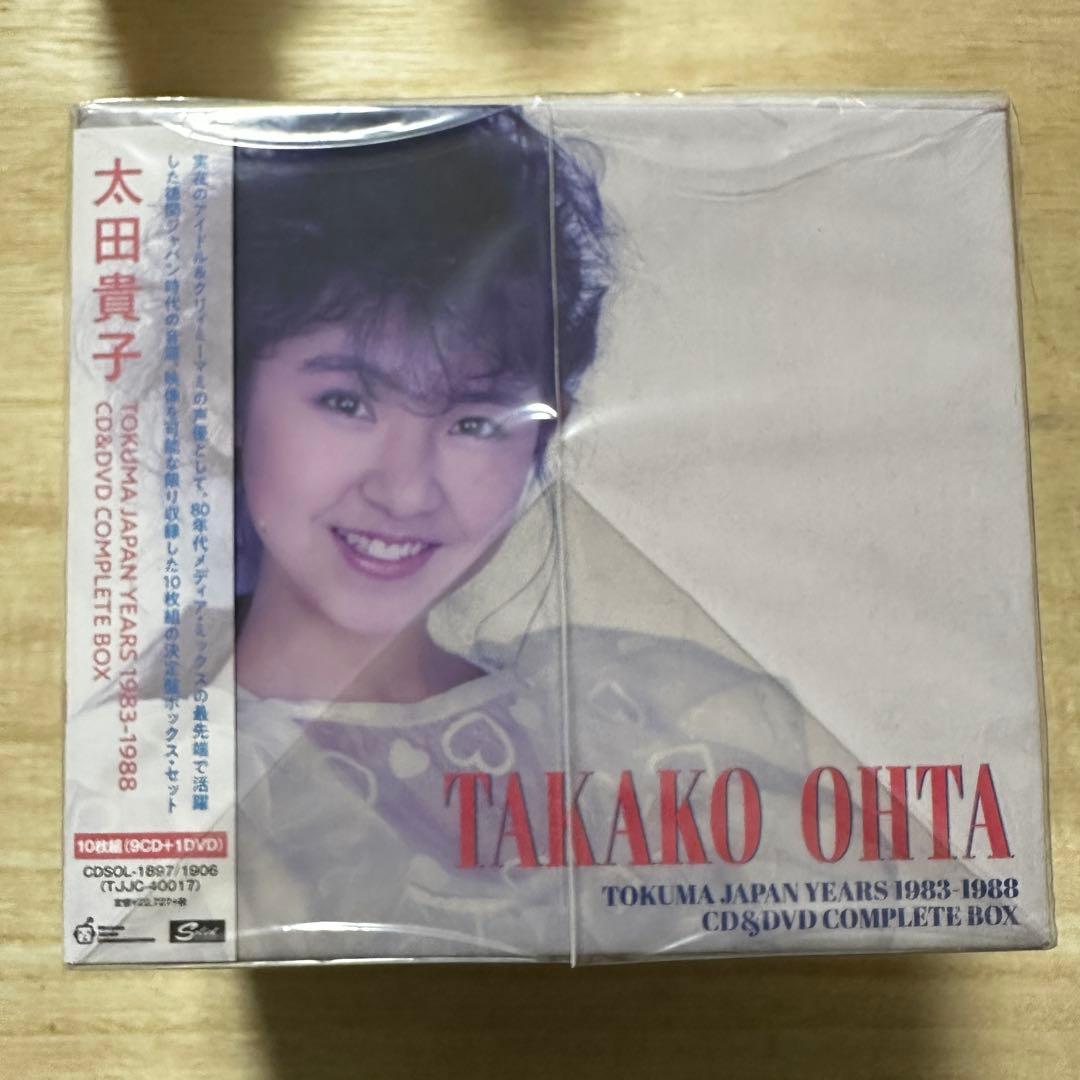 太田貴子
TOKUMA JAPAN YEARS 1983-1988
CD&DVD COMPLETE BOX
実在のアイドル&クリィミーマミの声優として。80年代メディア・ミックスの最先端で活躍
した徳間ジャパン時代の音源、映像を可能な限り収録した10枚組の決定盤ボックス・セット
10枚組(9CD+1DVD)
CDSOL-1897/1906
(TJJC-40017)
Solid
TAKAKO OHTA
TOKUMA JAPAN YEARS 1983-1988
CD&DVD COMPLETE BOX